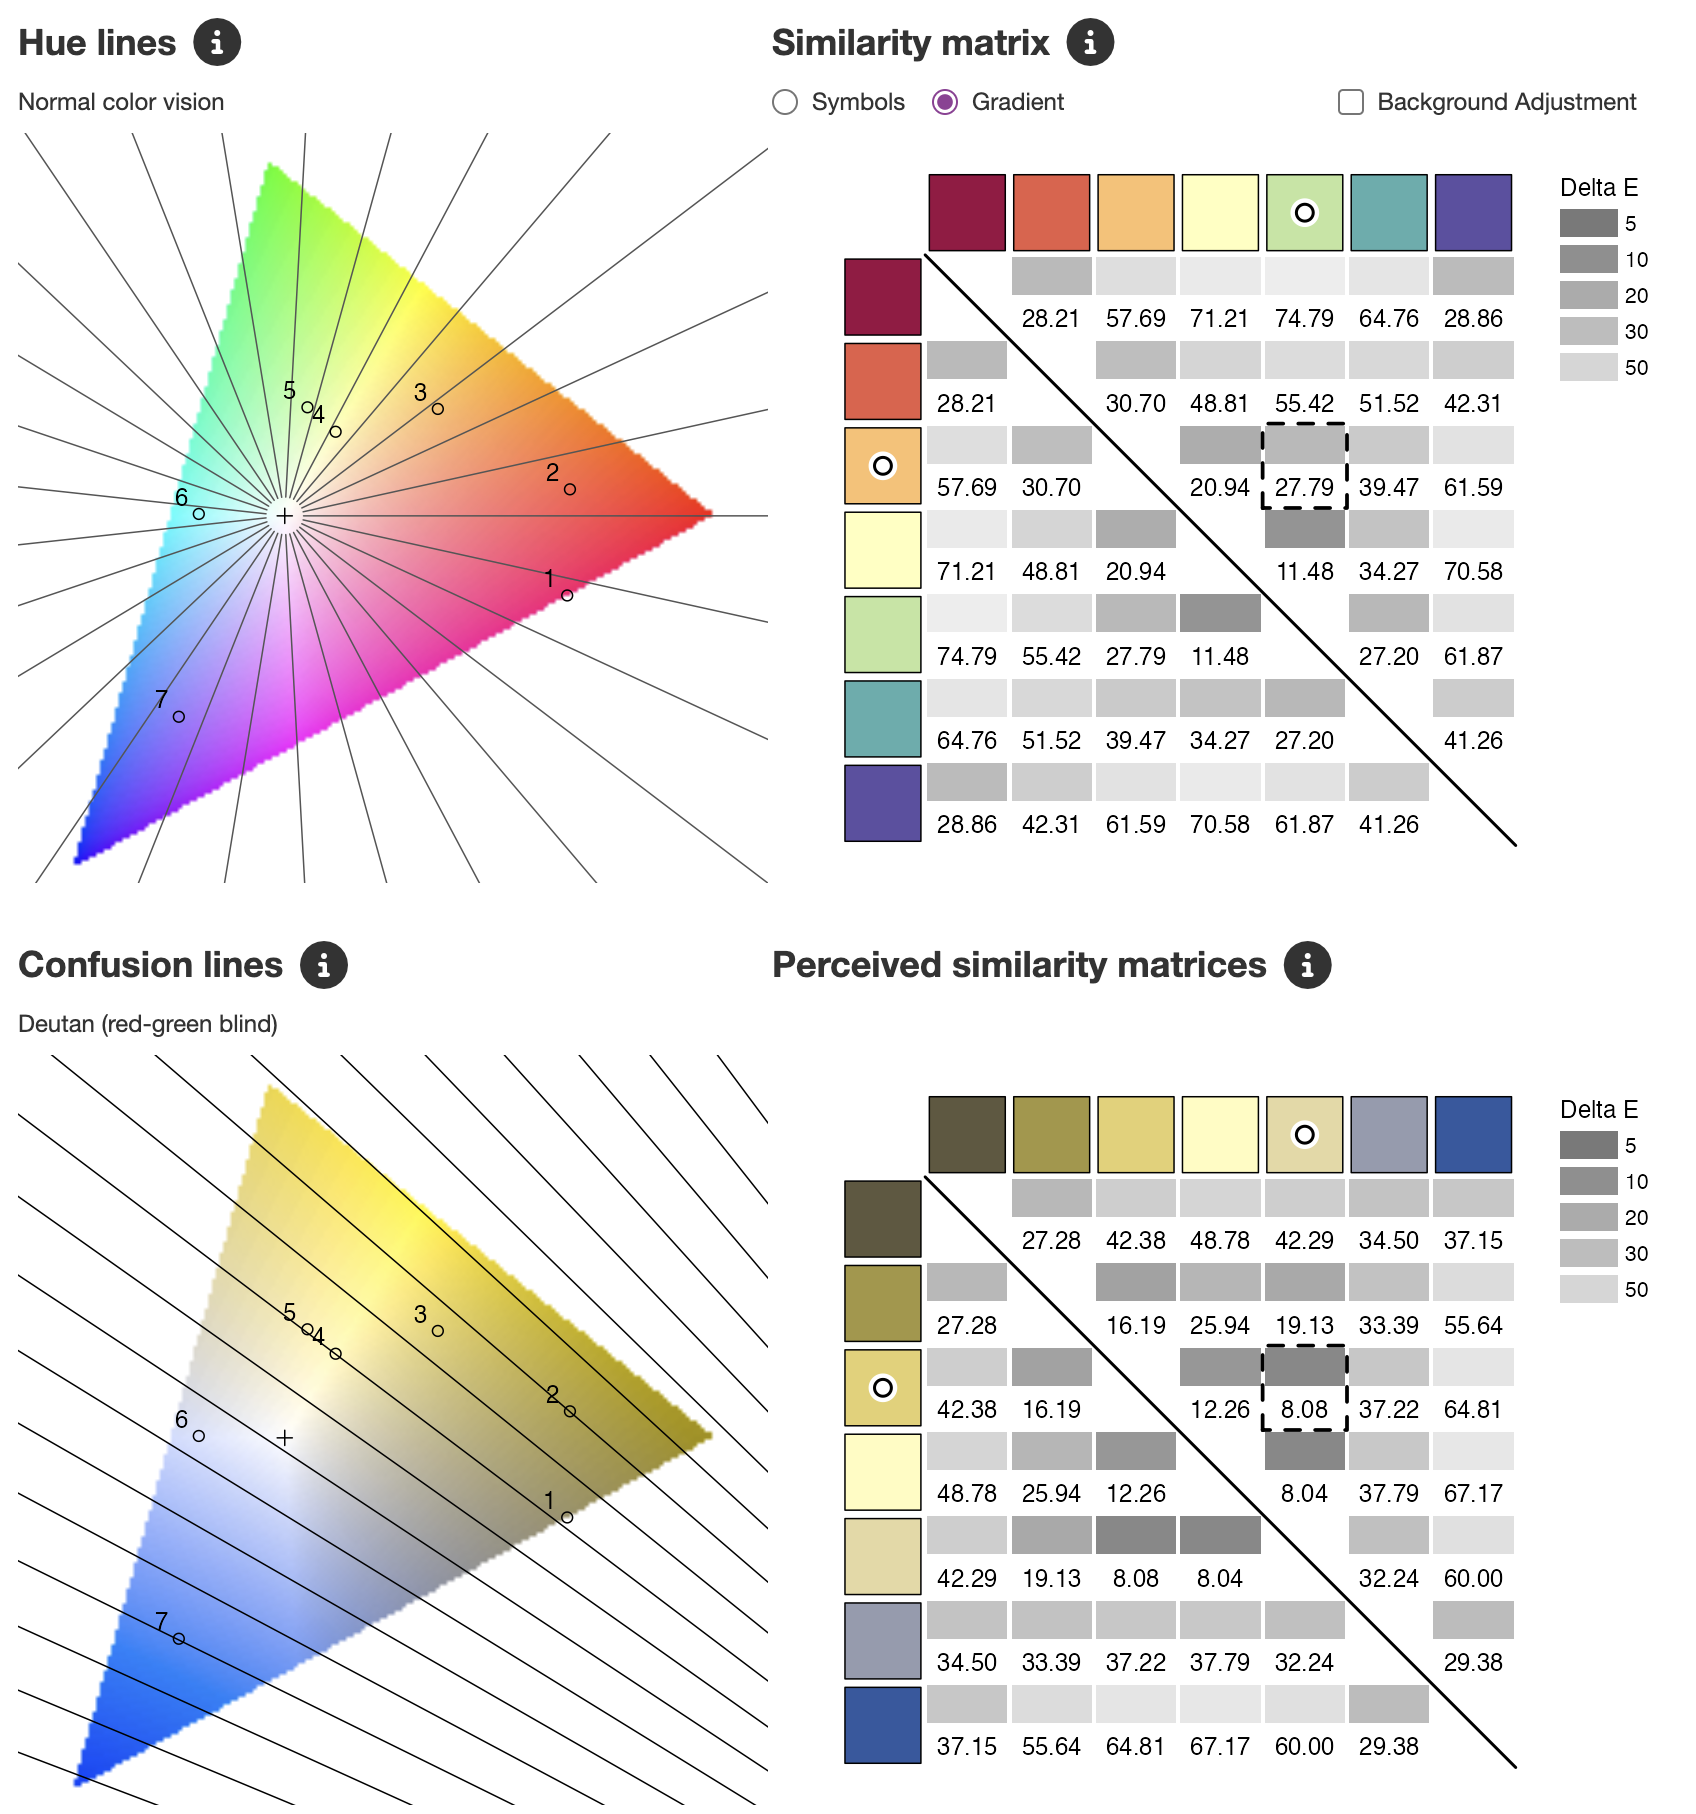 Hue lines
Normal color vision
5
4
3
2
6
1
7
Similarity matrix
Symbols
Gradient
Background Adjustment
Delta E
5
10
20
30
50
28.21 57.69 71.21 74.79 64.76 28.86
28.21 30.70 48.81 55.42 51.52 42.31
57.69 30.70 20.94 27.79 39.47 61.59
71.21 48.81 20.94 11.48 34.27 70.58
74.79 55.42 27.79 11.48 27.20 61.87
64.76 51.52 39.47 34.27 27.20 41.26
28.86 42.31 61.59 70.58 61.87 41.26
Confusion lines
Deutan (red-green blind)
5
4
3
2
6
1
7
Perceived similarity matrices
Delta E
5
10
20
30
50
27.28 42.38 48.78 42.29 34.50 37.15
27.28 16.19 25.94 19.13 33.39 55.64
42.38 16.19 12.26 8.08 37.22 64.81
48.78 25.94 12.26 8.04 37.79 67.17
42.29 19.13 8.08 8.04 32.24 60.00
34.50 33.39 37.22 37.79 32.24 29.38
37.15 55.64 64.81 67.17 60.00 29.38